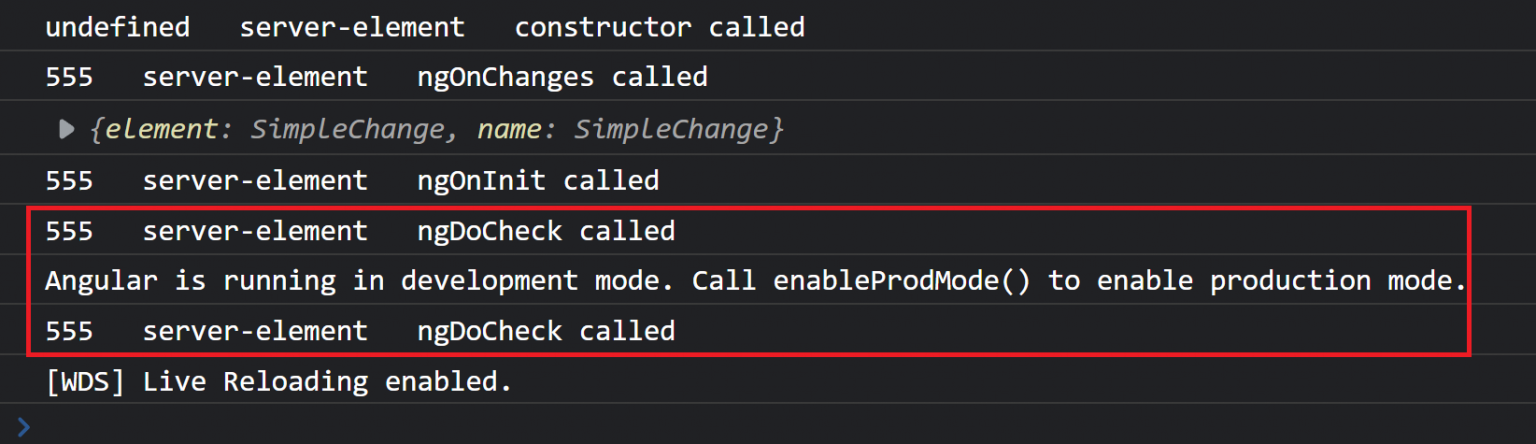 undefined   server-element   constructor called
555   server-element   ngOnChanges called
{element: SimpleChange, name: SimpleChange}
555   server-element   ngOnInit called
555   server-element   ngDoCheck called
Angular is running in development mode. Call enableProdMode() to enable production mode.
555   server-element   ngDoCheck called
[WDS] Live Reloading enabled.